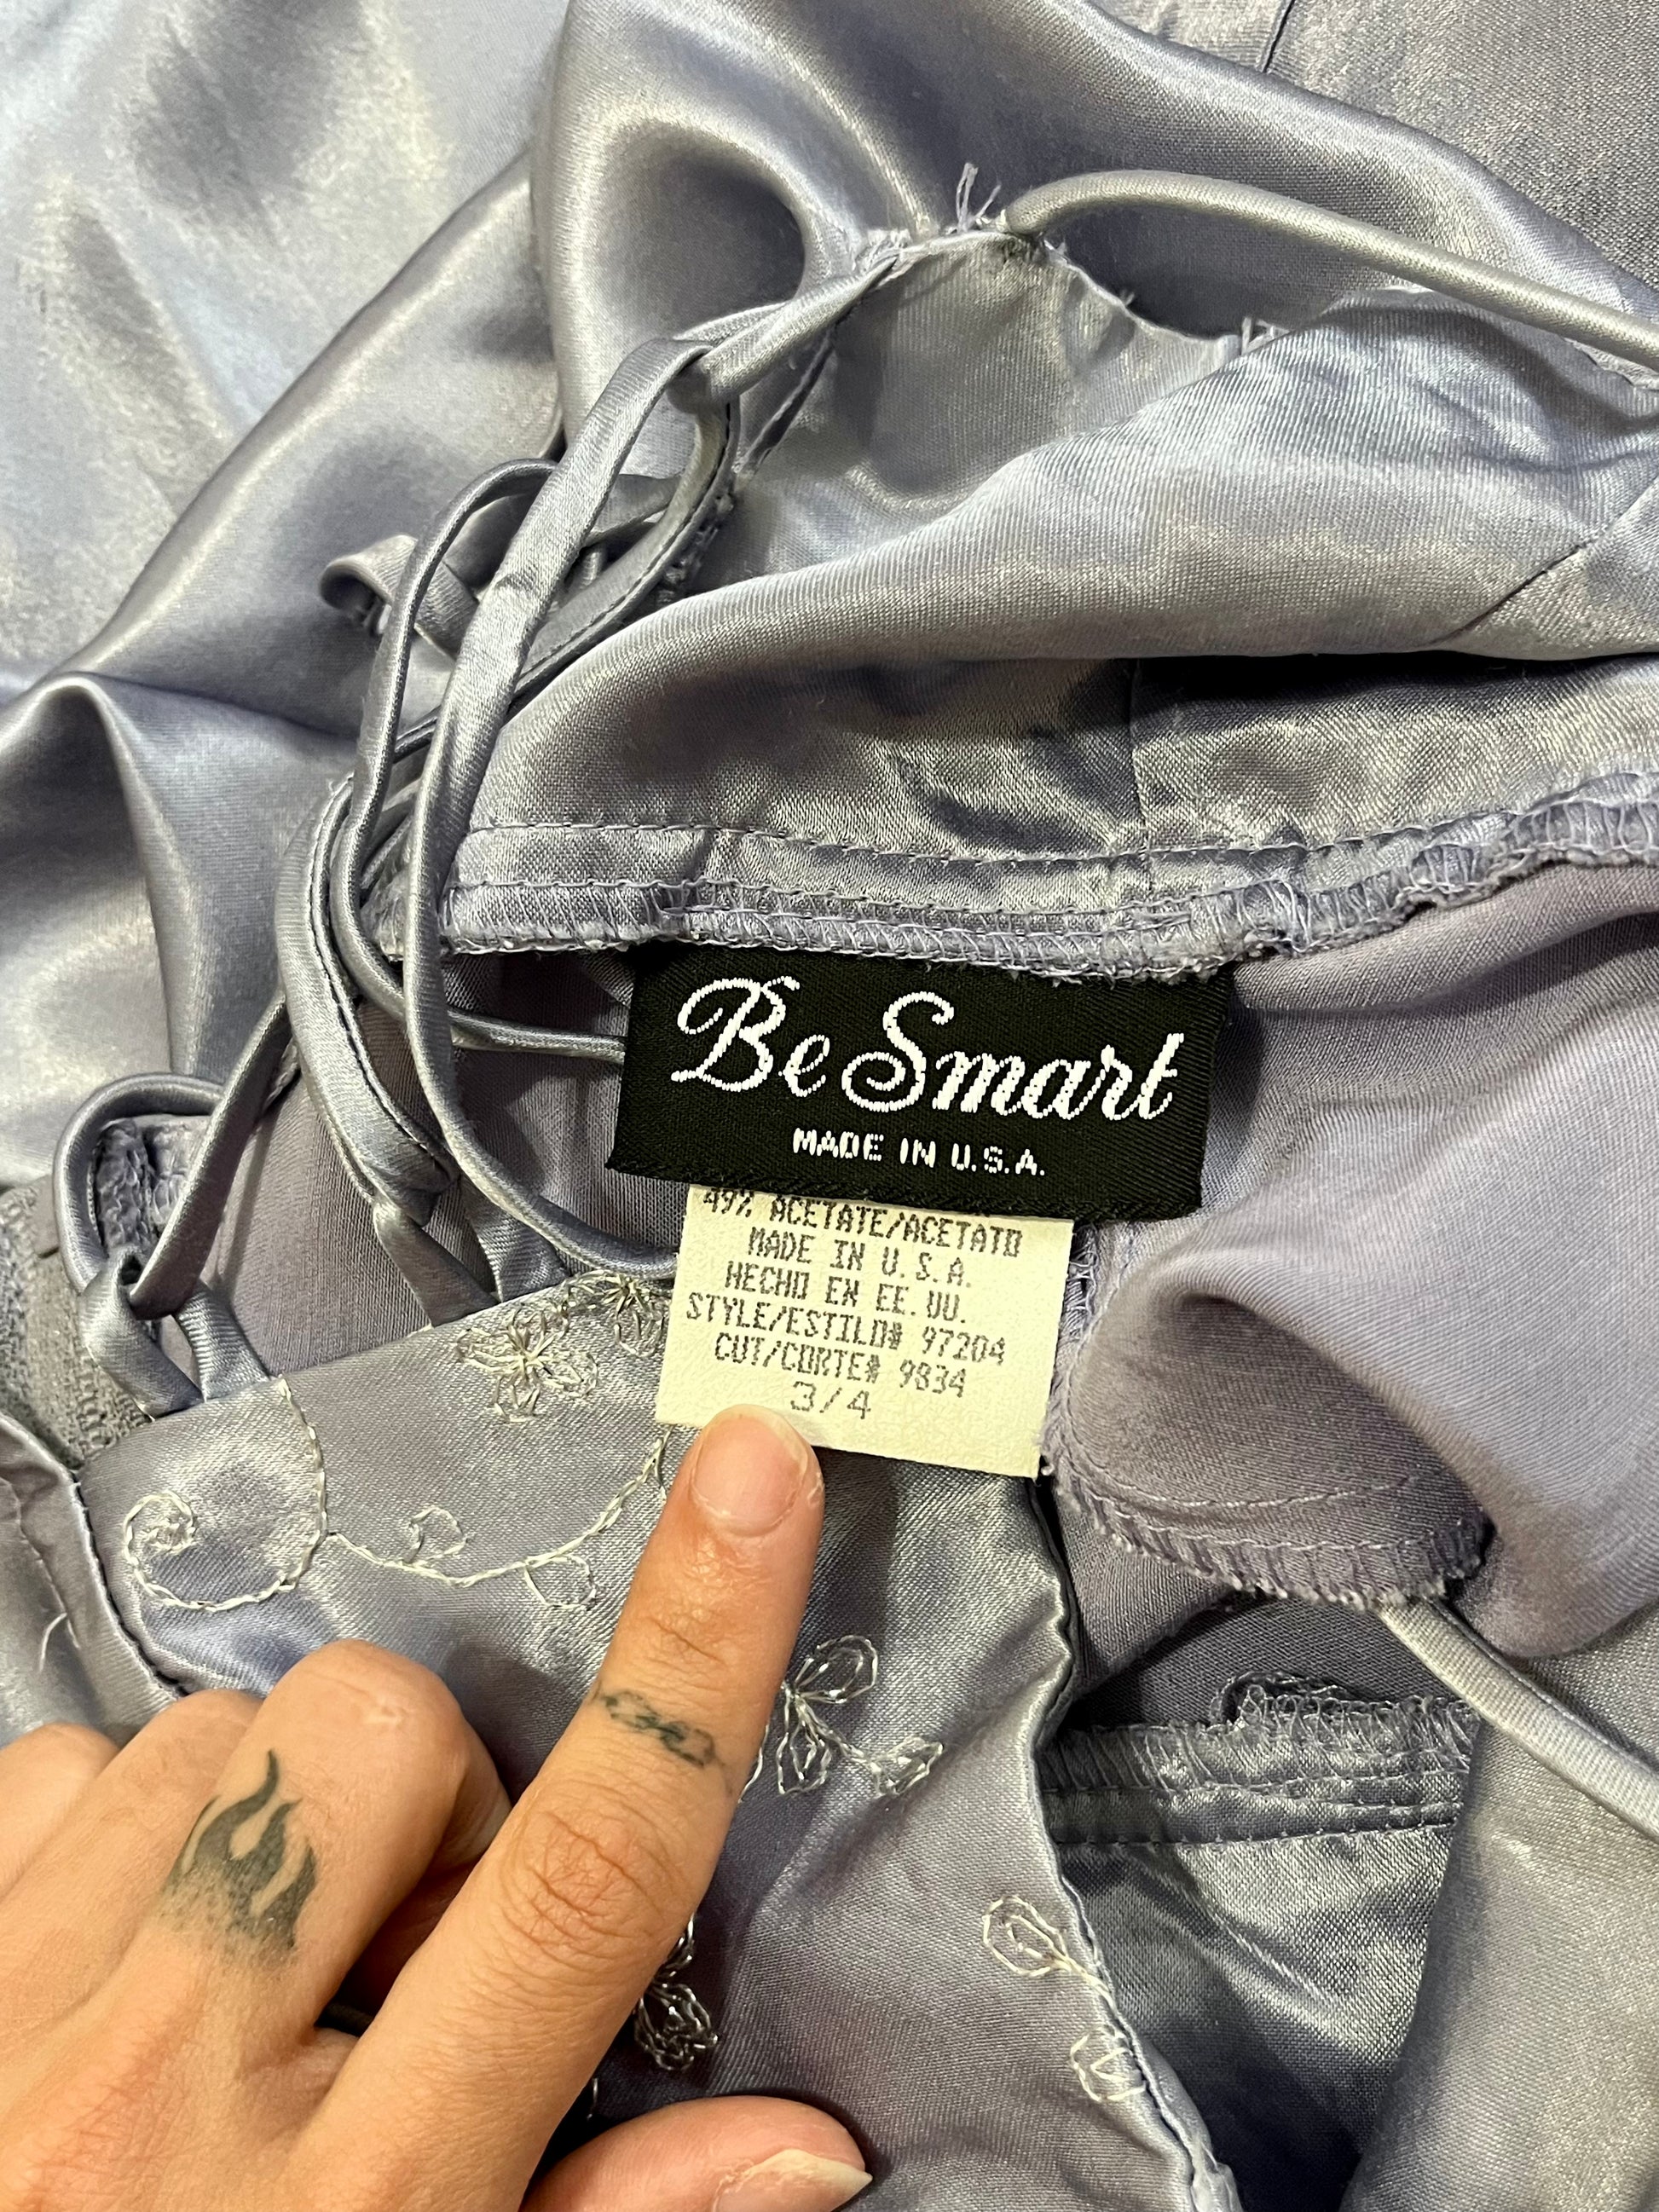 Be Smart
MADE IN U.S.A.
49% ACETATE/ACETATO
MADE IN U.S.A.
HECHO EN EE.UU.
STYLE/ESTILO# 97204
CUT/CORTE# 9834
3/4